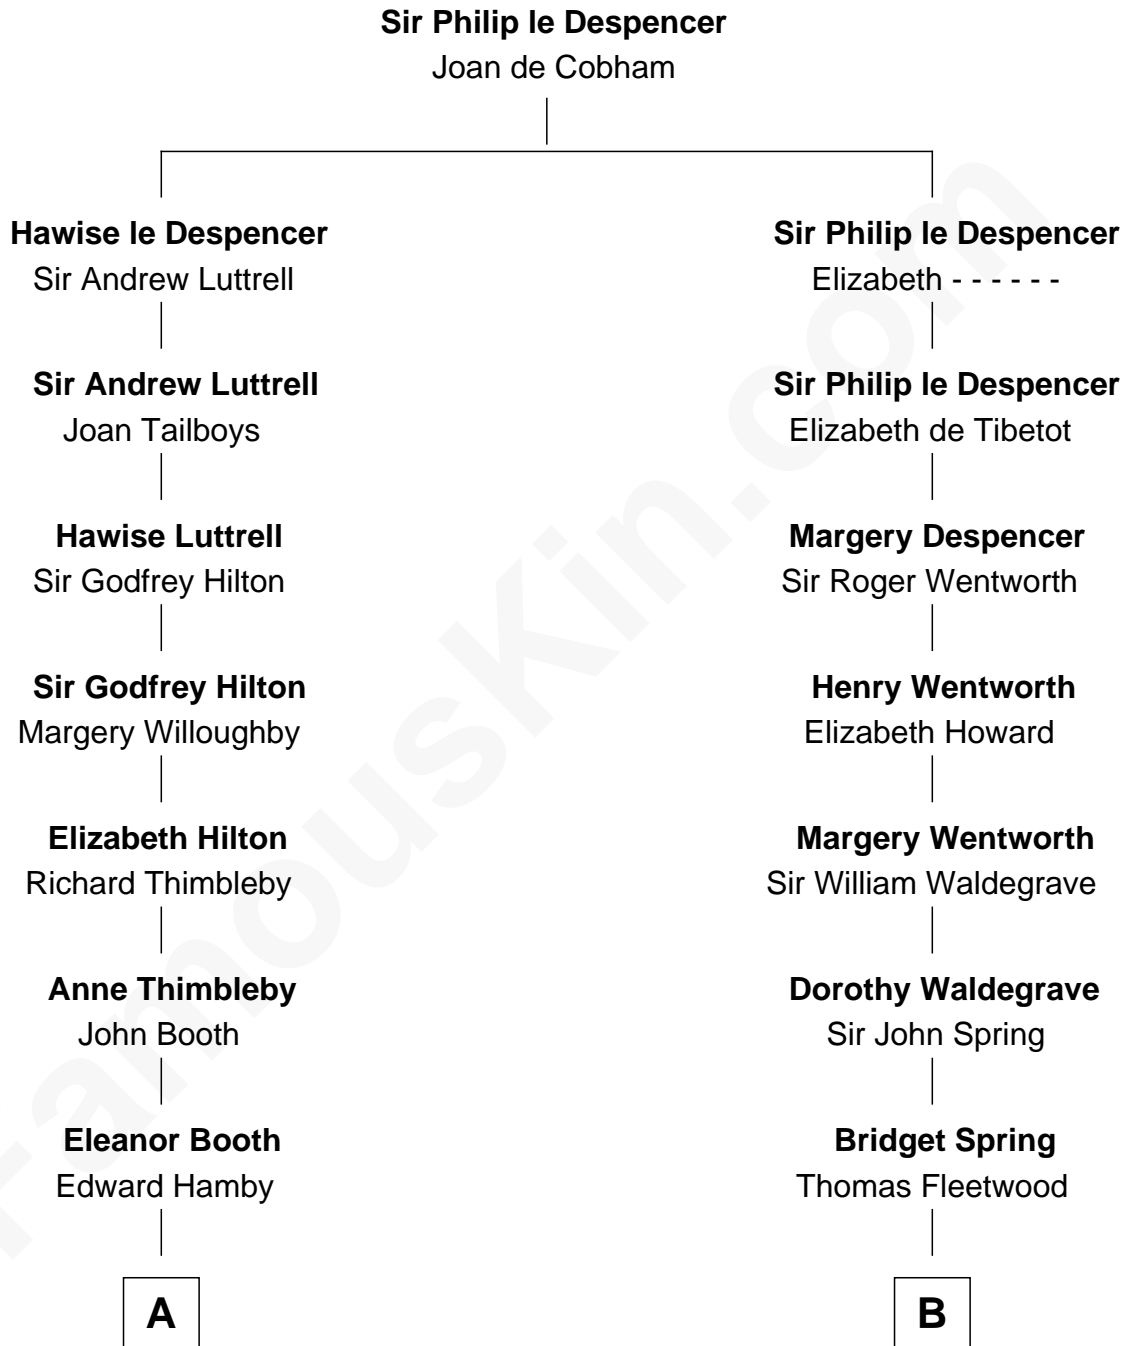 Sir Philip le Despencer
Joan de Cobham
Hawise le Despencer
Sir Andrew Luttrell
Sir Philip le Despencer
Elizabeth - - - - - -
Sir Andrew Luttrell
Joan Tailboys
Sir Philip le Despencer
Elizabeth de Tibetot
Hawise Luttrell
Sir Godfrey Hilton
Margery Despencer
Sir Roger Wentworth
Sir Godfrey Hilton
Margery Willoughby
Henry Wentworth
Elizabeth Howard
Elizabeth Hilton
Richard Thimbleby
Margery Wentworth
Sir William Waldegrave
Anne Thimbleby
John Booth
Dorothy Waldegrave
Sir John Spring
Eleanor Booth
Edward Hamby
Bridget Spring
Thomas Fleetwood
A
B
FamousKin.com